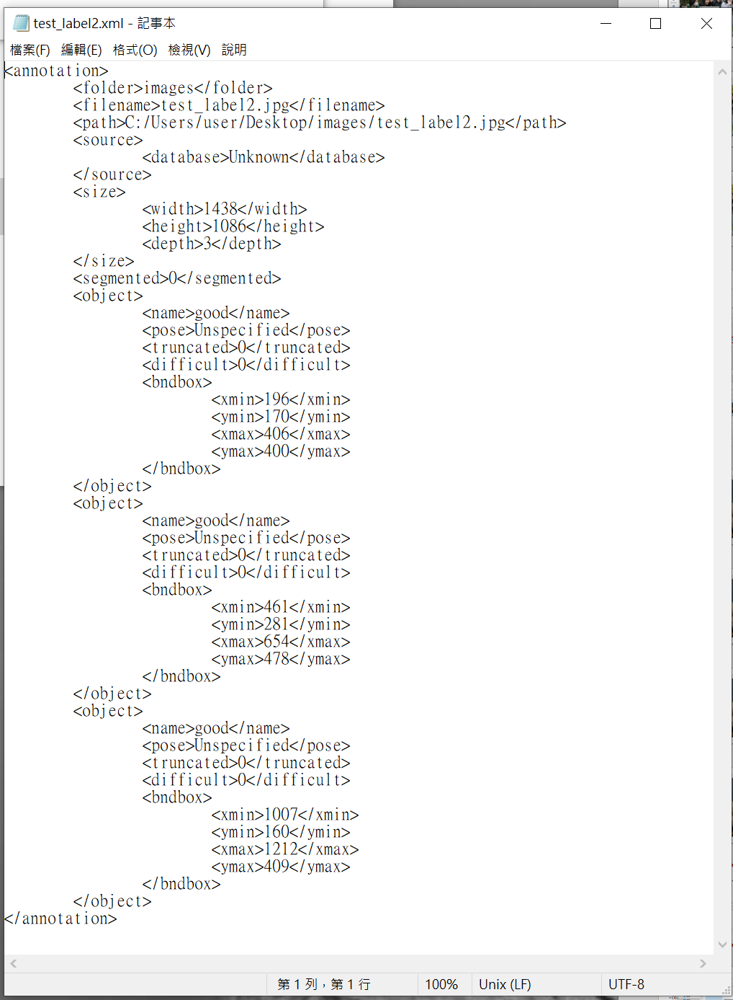 test_label2.xml - 記事本
檔案(F) 編輯(E) 格式(O) 檢視(V) 說明
<annotation>
<folder>images</folder>
<filename>test_label2.jpg</filename>
<path>C:/Users/user/Desktop/images/test_label2.jpg</path>
<source>
<database>Unknown</database>
</source>
<size>
<width>1438</width>
<height>1086</height>
<depth>3</depth>
</size>
<segmented>0</segmented>
<object>
<name>good</name>
<pose>Unspecified</pose>
<truncated>0</truncated>
<difficult>0</difficult>
<bndbox>
<xmin>196</xmin>
<ymin>170</ymin>
<xmax>406</xmax>
<ymax>400</ymax>
</bndbox>
</object>
<object>
<name>good</name>
<pose>Unspecified</pose>
<truncated>0</truncated>
<difficult>0</difficult>
<bndbox>
<xmin>461</xmin>
<ymin>281</ymin>
<xmax>654</xmax>
<ymax>478</ymax>
</bndbox>
</object>
<object>
<name>good</name>
<pose>Unspecified</pose>
<truncated>0</truncated>
<difficult>0</difficult>
<bndbox>
<xmin>1007</xmin>
<ymin>160</ymin>
<xmax>1212</xmax>
<ymax>409</ymax>
</bndbox>
</object>
</annotation>
第 1 列，第 1 行 100% Unix (LF) UTF-8